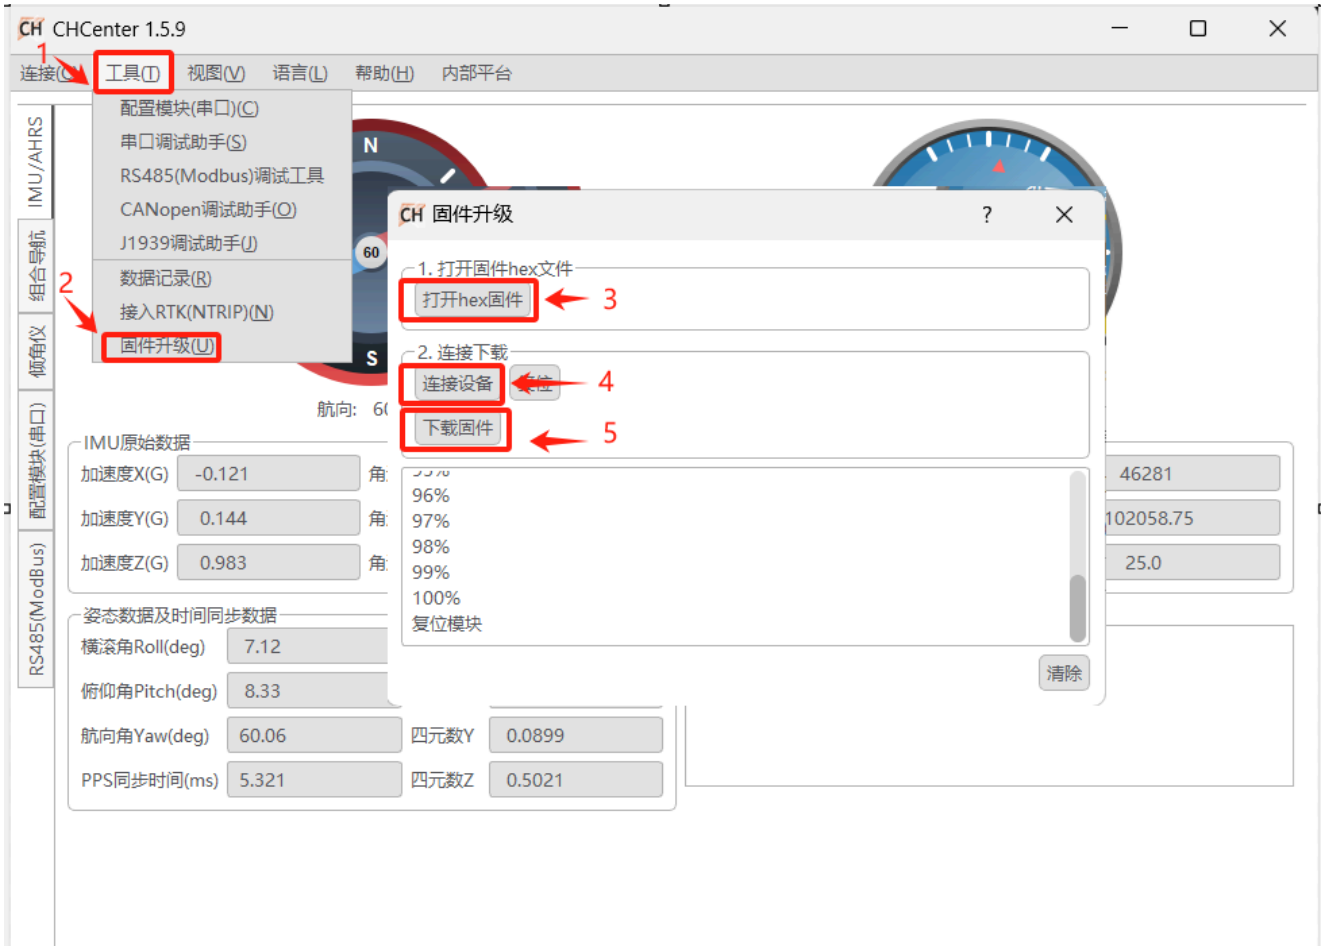 CH CHCenter 1.5.9
1
工具(T) 视图(V) 语言(L) 帮助(H) 内部平台
连接(
配置模块(串口)(C)
串口调试助手(S)
RS485(Modbus)调试工具
CANopen调试助手(O)
J1939调试助手(J)
数据记录(R)
接入RTK(NTRIP)(N)
固件升级(U)
2
IMU/AHRS
组合导航
倾角仪
配置模块(串口)
RS485(ModBus)
N
60
S
航向: 60
CH 固件升级
?
1. 打开固件hex文件
打开hex固件
3
2. 连接下载
连接设备
4
下载固件
5
95%
96%
97%
98%
99%
100%
复位模块
清除
IMU原始数据
加速度X(G) -0.121 角
加速度Y(G) 0.144 角
加速度Z(G) 0.983 角
46281
102058.75
25.0
姿态数据及时间同步数据
横滚角Roll(deg) 7.12
俯仰角Pitch(deg) 8.33
航向角Yaw(deg) 60.06 四元数Y 0.0899
PPS同步时间(ms) 5.321 四元数Z 0.5021